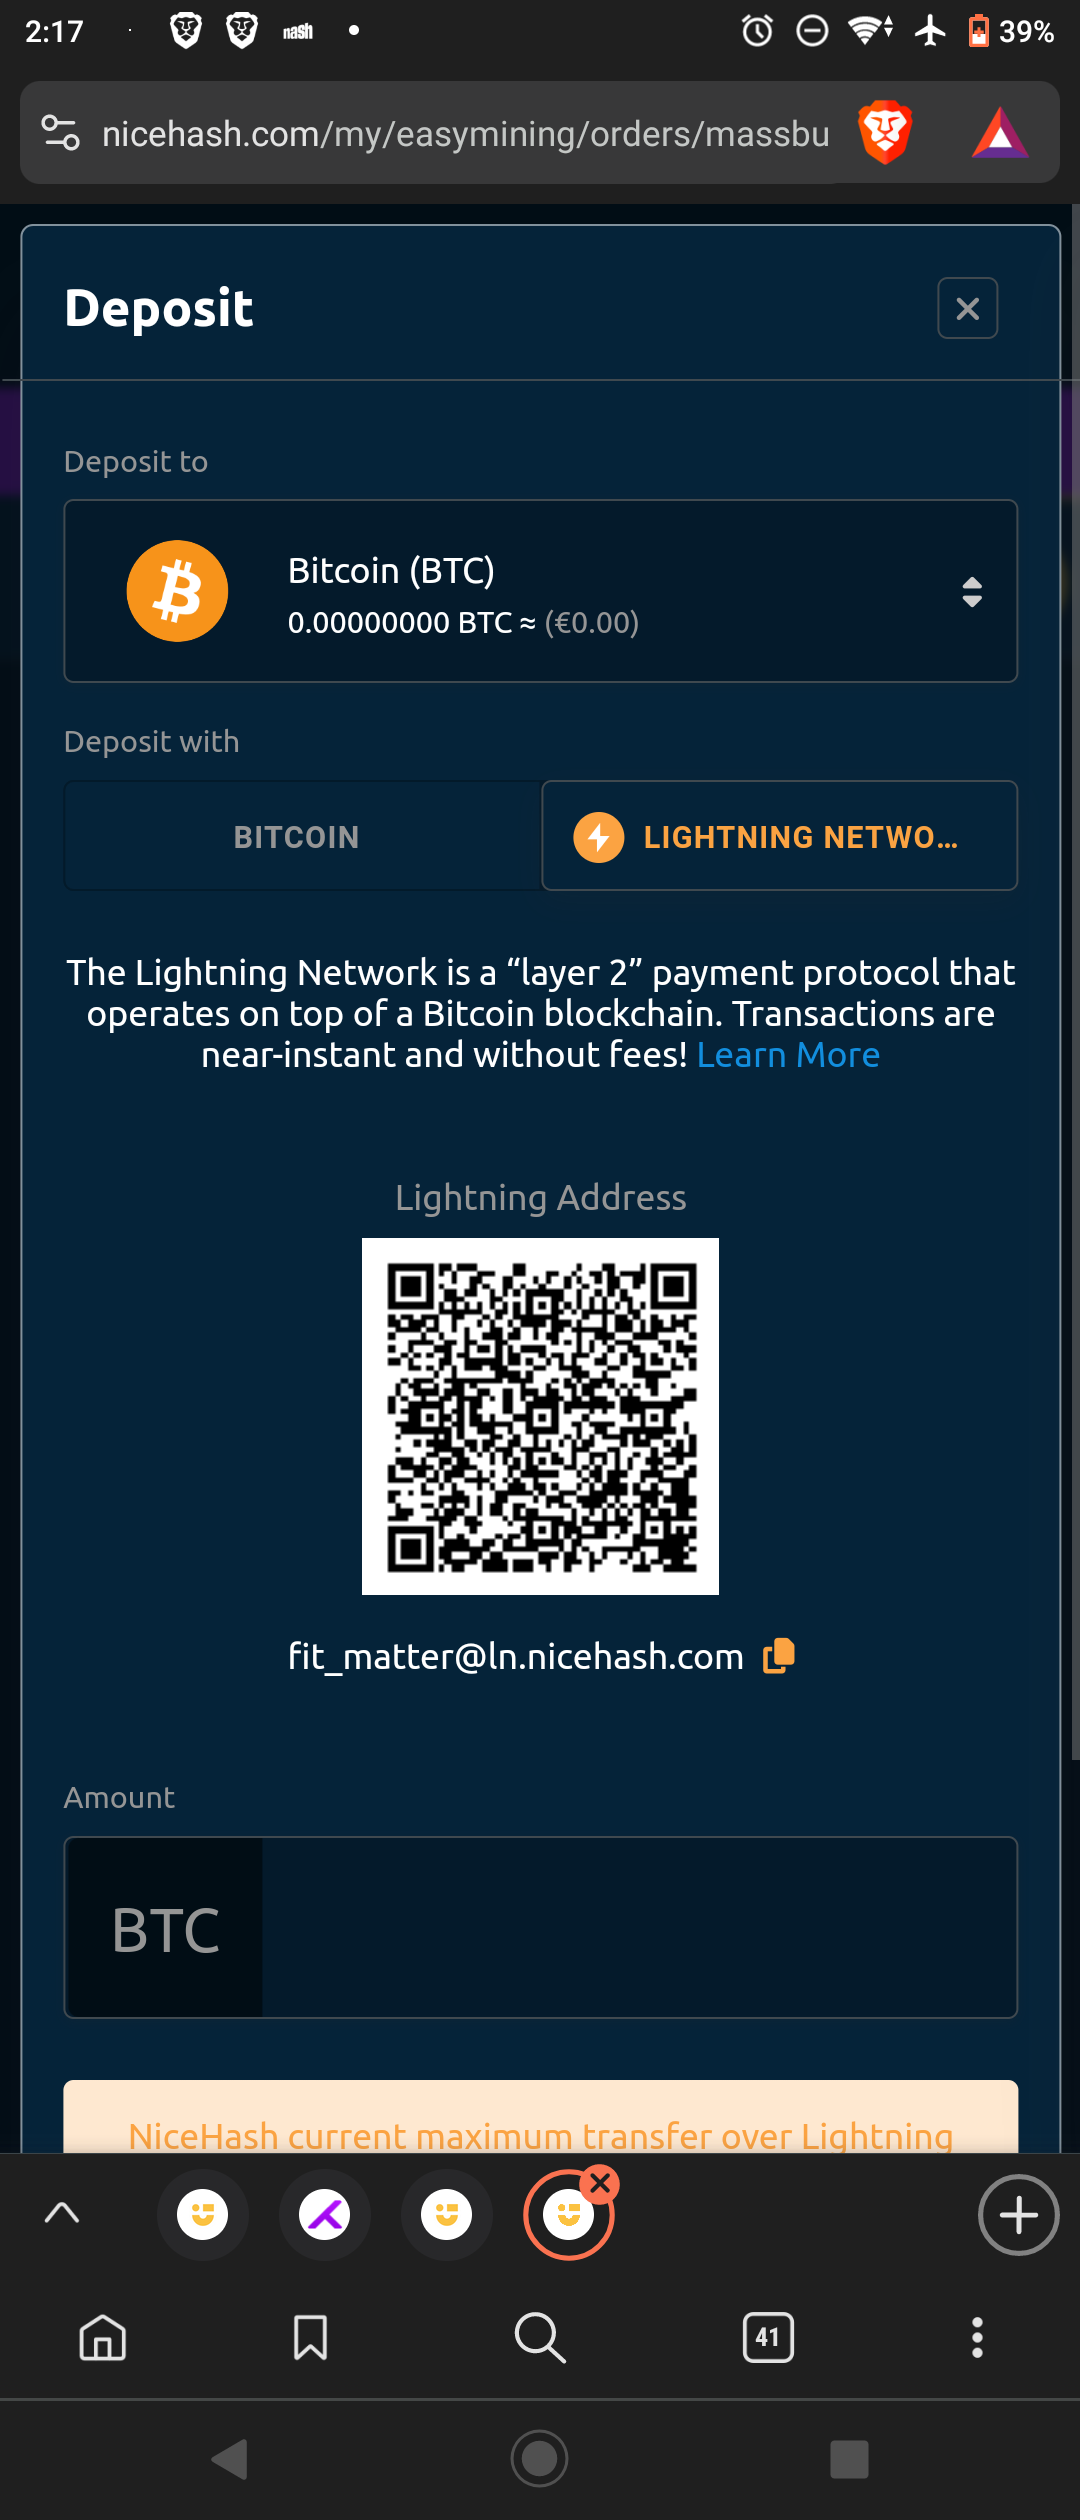 2:17
nash
39%
nicehash.com/my/easymining/orders/massbu
Deposit
Deposit to
Bitcoin (BTC)
0.00000000 BTC ≈ (€0.00)
Deposit with
BITCOIN
LIGHTNING NETWO...
The Lightning Network is a “layer 2” payment protocol that
operates on top of a Bitcoin blockchain. Transactions are
near-instant and without fees! Learn More
Lightning Address
fit_matter@ln.nicehash.com
Amount
BTC
NiceHash current maximum transfer over Lightning
41